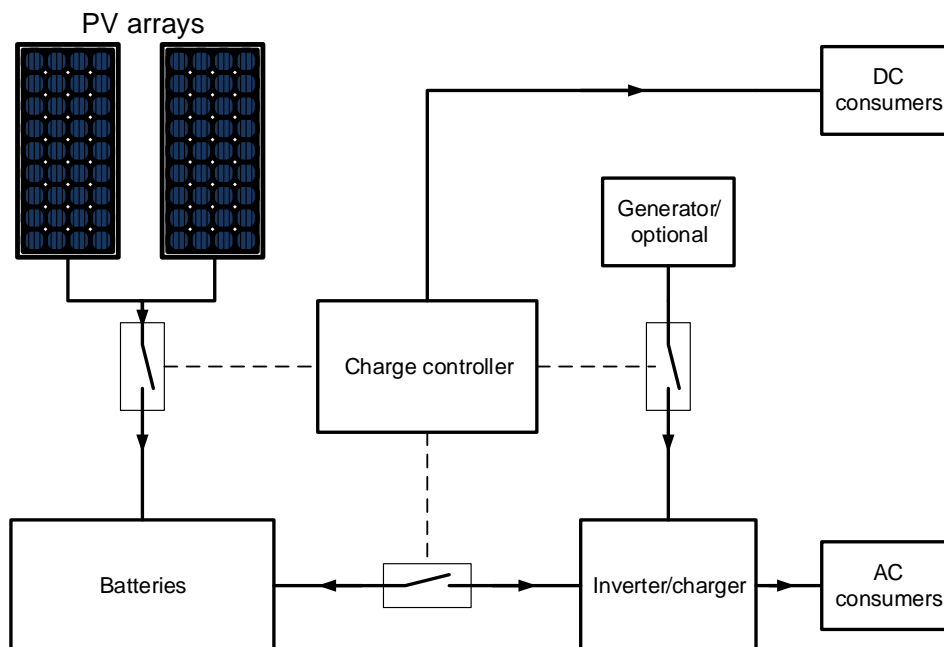 PV arrays
DC
consumers
Generator/
optional
Charge controller
Batteries
Inverter/charger
AC
consumers